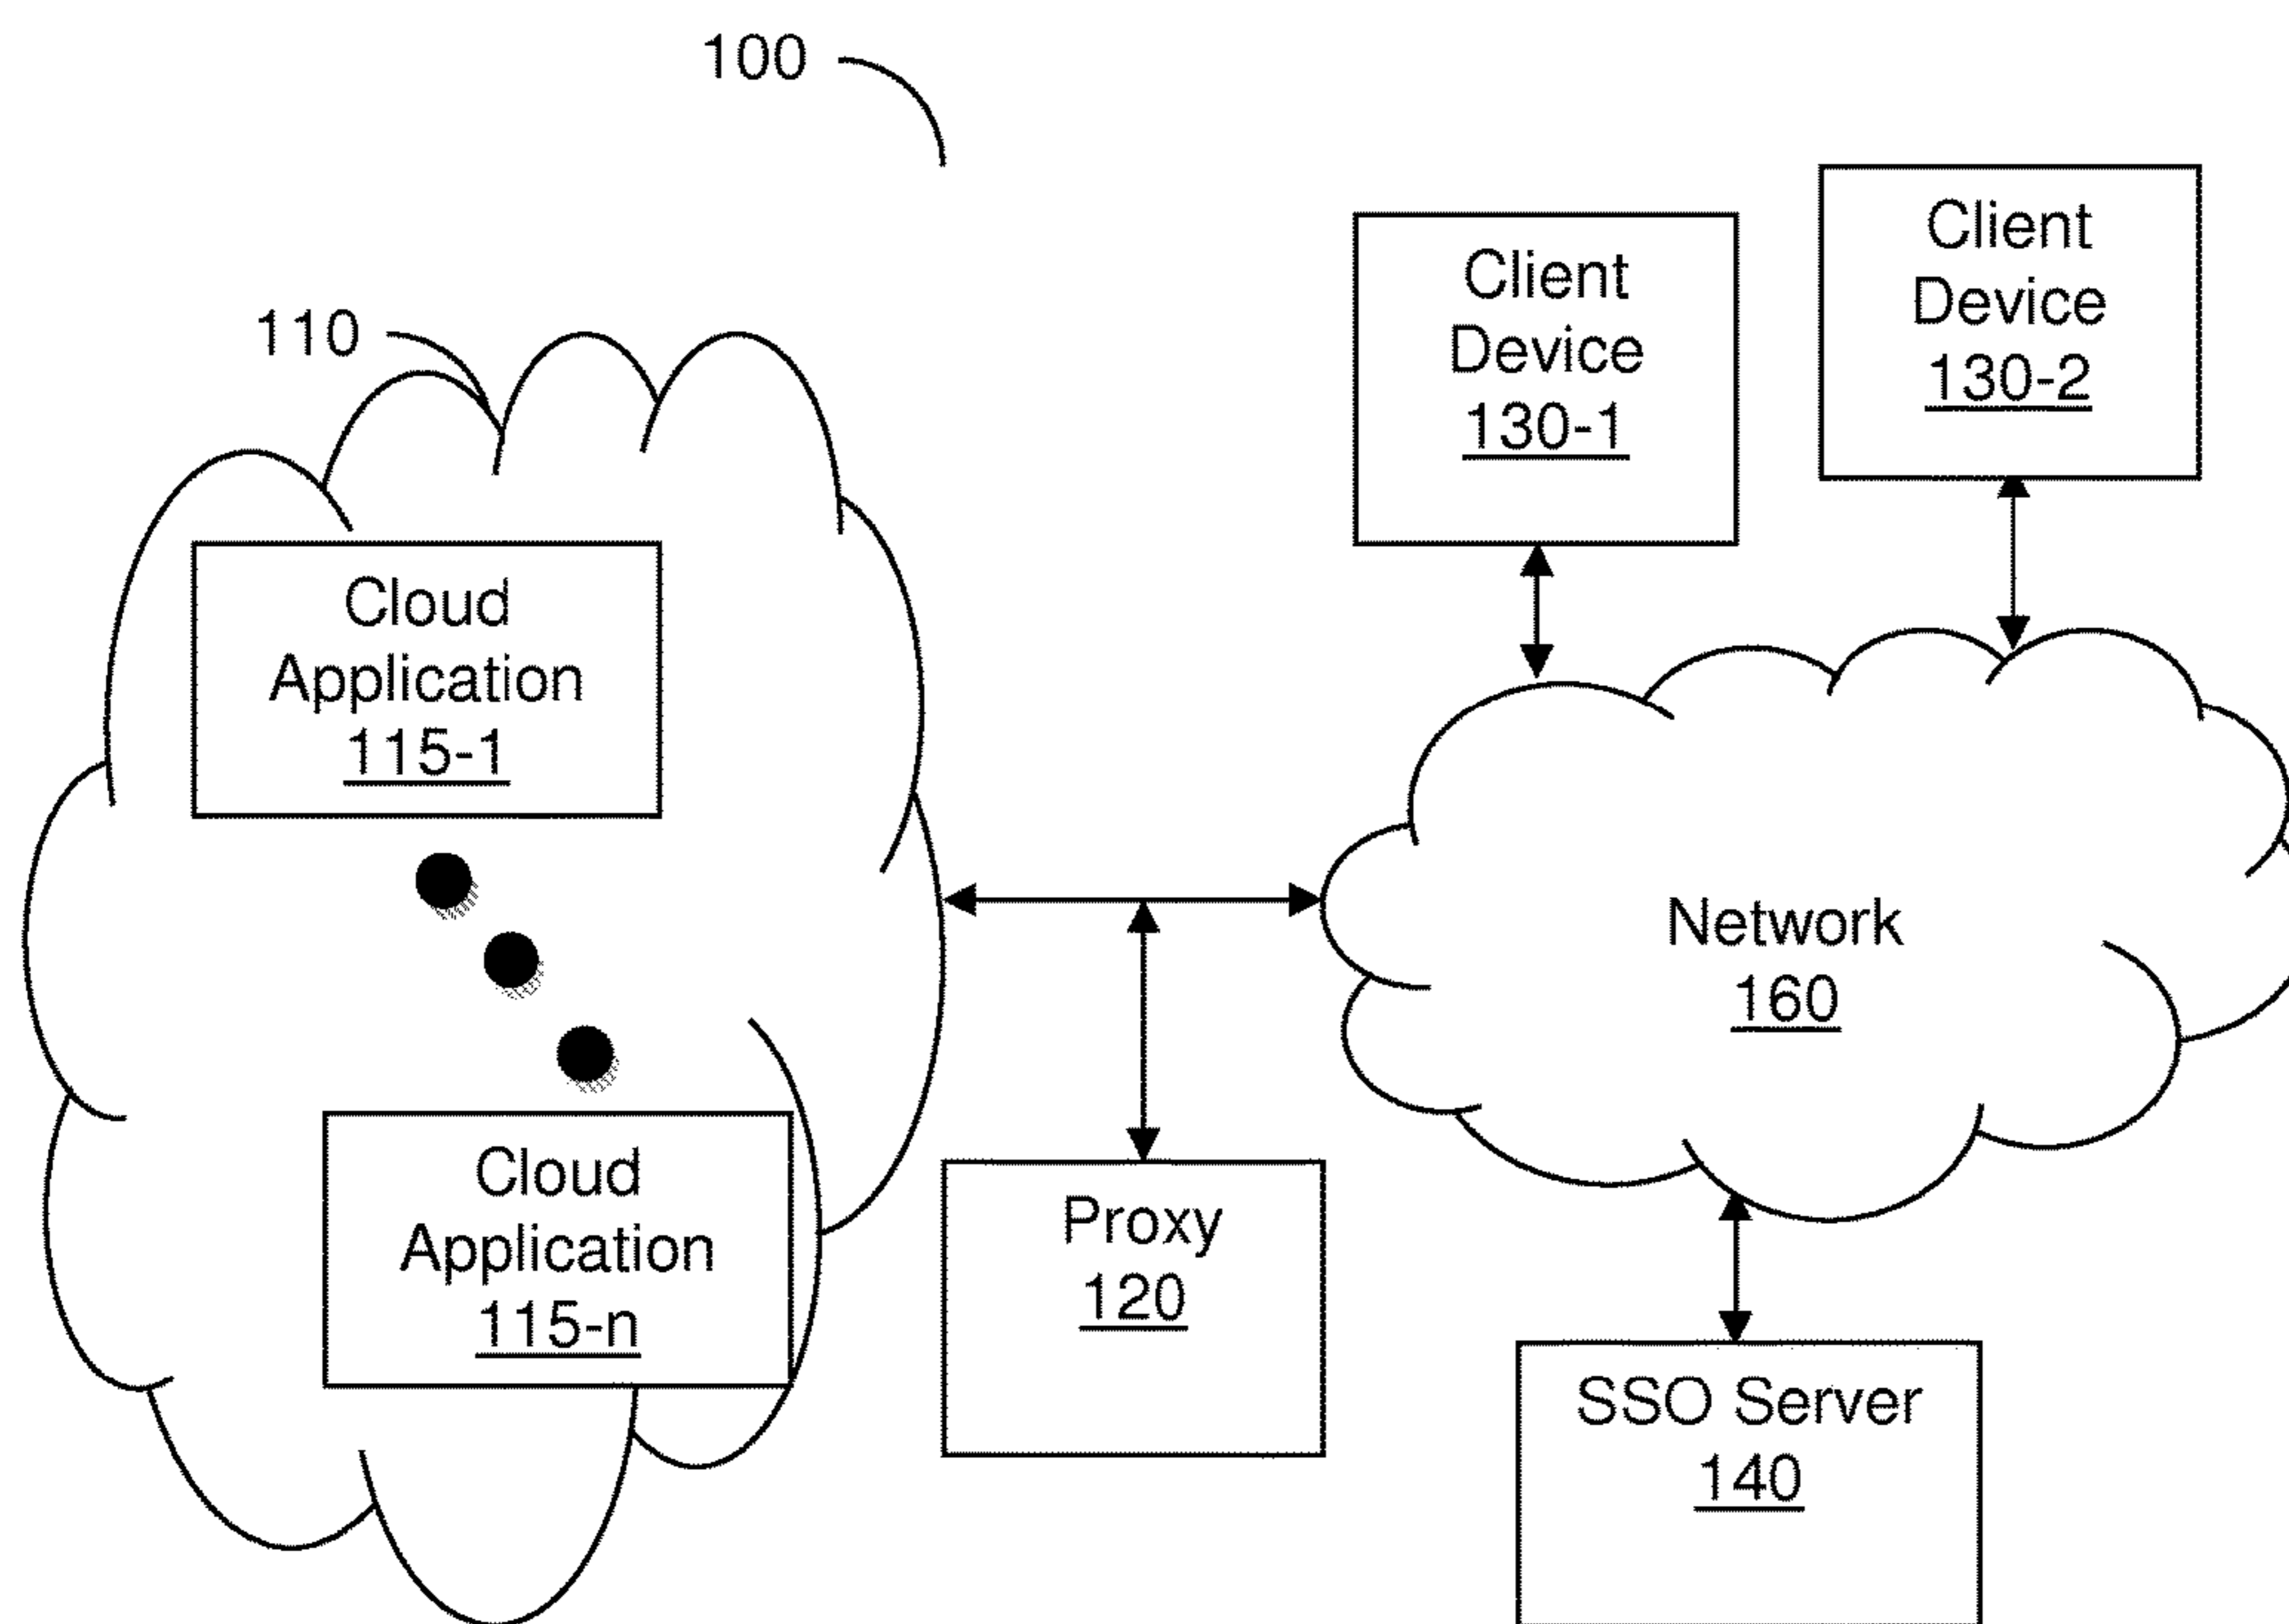 100
110
Cloud
Application
115-1
Cloud
Application
115-n
Proxy
120
Client
Device
130-1
Client
Device
130-2
Network
160
SSO Server
140